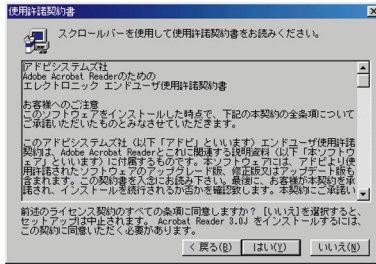 使用許諾契約書
スクロールバーを使用して使用許諾契約書をお読みください。
アドビシステムズ社
Adobe Acrobat Readerのための
エレクトロニック エンドユーザ使用許諾契約書
お客様へのご注意
このソフトウェアをインストールした時点で、下記の本契約の全条項について
ご承諾いただいたものとみなさせていただきます。
このアドビシステムズ社(以下「アドビ」といいます)エンドユーザ使用許諾
契約は、Adobe Acrobat Readerとこれに関連する説明資料(以下「本ソフトウ
ェア」といいます)に付属するものです。本ソフトウェアには、アドビより使
用許諾されたソフトウェアのアップグレード版、修正版又はアップデート版も
含まれます。この契約書を入念にお読み下さい。最後に、お客様が本契約を承
諾され、インストールを続行されるか否かを確認致します。本契約にご承諾い
前述のライセンス契約のすべての条項に同意しますか? [いいえ]を選択すると、
セットアップは中止されます。 Acrobat Reader 3.0J をインストールするには、
この契約に同意いただく必要があります。
< 戻る(B) はい(Y) いいえ(N)